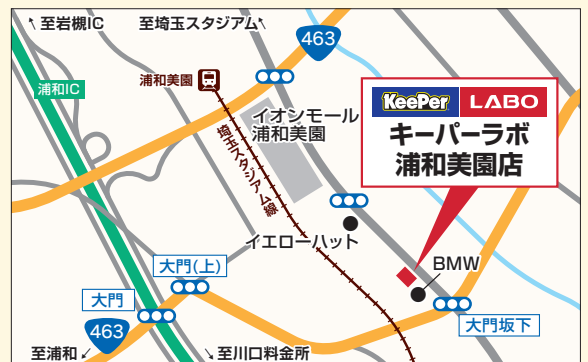 ↖至岩槻IC
至埼玉スタジアム↖
463
浦和美園
浦和IC
イオンモール
浦和美園
KeePer LABO
キーパーラボ
浦和美園店
埼玉スタジアム線
イエローハット
BMW
大門(上)
大門
大門坂下
463
至浦和↙
↘至川口料金所